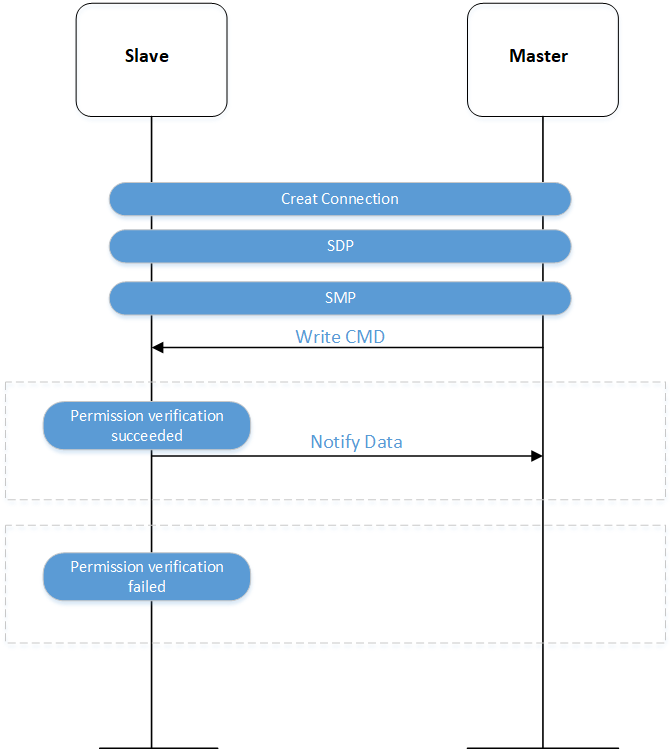 Slave
Master
Creat Connection
SDP
SMP
Write CMD
Permission verification
succeeded
Notify Data
Permission verification
failed